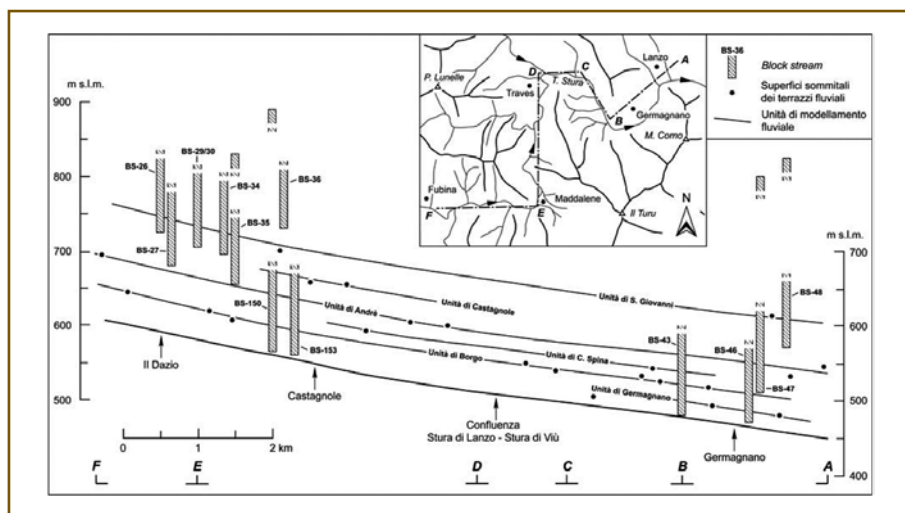 m s.l.m.
900
800
700
600
500
BS-26
BS-29/30
BS-34
BS-36
BS-35
BS-27
BS-150
BS-153
BS-43
BS-46
BS-47
BS-48
Unità di S. Giovanni
Unità di Castagnole
Unità di Andrè
Unità di C. Spina
Unità di Borgo
Unità di Germagnano
Il Dazio
Castagnole
Confluenza
Stura di Lanzo - Stura di Viù
Germagnano
0 1 2 km
F E D C B A
m s.l.m.
700
600
500
400
P. Lunelle
D
C
Lanzo
A
T. Stura
Traves
B
Germagnano
M. Como
Fubina
F
Maddalene
E
Il Turu
N
BS-36
Block stream
Superfici sommitali
dei terrazzi fluviali
Unità di modellamento
fluviale